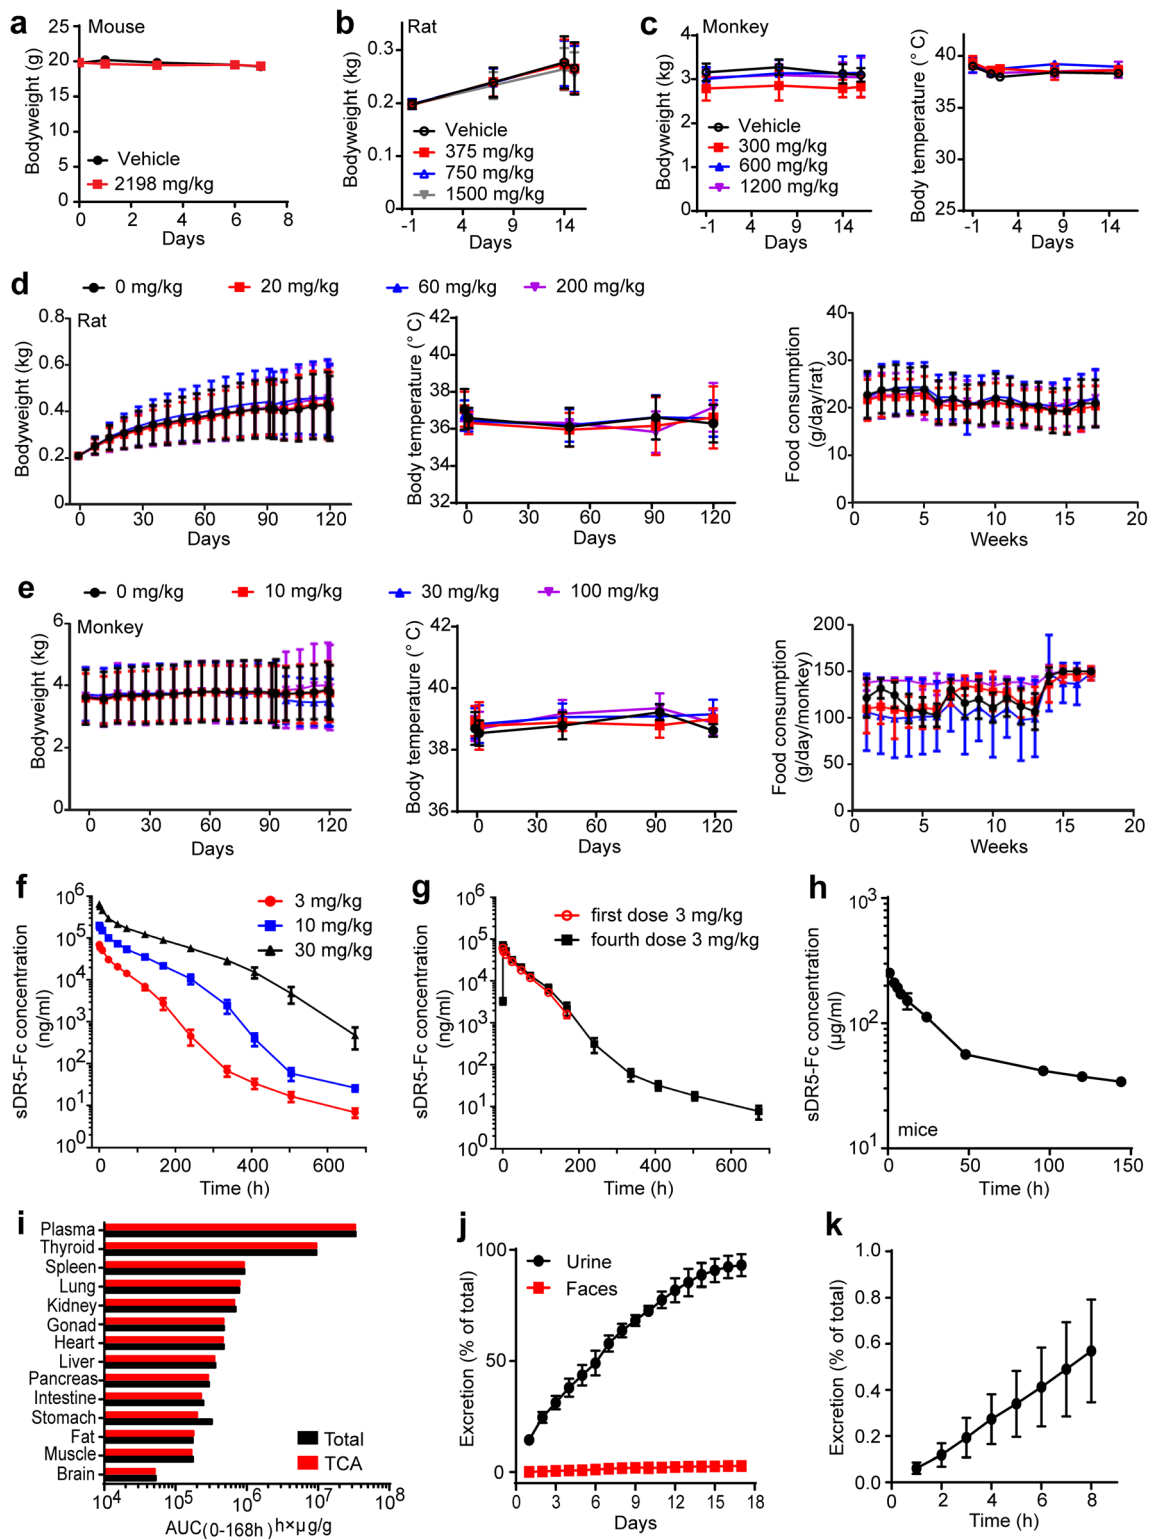 a
Mouse
Bodyweight (g)
25
20
15
10
5
0
Vehicle
2198 mg/kg
0 2 4 6 8
Days
b
Rat
Bodyweight (kg)
0.3
0.2
0.1
0
Vehicle
375 mg/kg
750 mg/kg
1500 mg/kg
-1 4 9 14
Days
c
Monkey
Bodyweight (kg)
4
3
2
1
0
Vehicle
300 mg/kg
600 mg/kg
1200 mg/kg
-1 4 9 14
Days
Body temperature (° C)
40
35
30
25
-1 4 9 14
Days
d
0 mg/kg 20 mg/kg 60 mg/kg 200 mg/kg
Rat
Bodyweight (kg)
0.8
0.6
0.4
0.2
0
0 30 60 90 120
Days
Body temperature (° C)
42
40
38
36
34
32
0 30 60 90 120
Days
Food consumption
(g/day/rat)
40
30
20
10
0
0 5 10 15 20
Weeks
e
0 mg/kg 10 mg/kg 30 mg/kg 100 mg/kg
Monkey
Bodyweight (kg)
6
4
2
0
0 30 60 90 120
Days
Body temperature (° C)
42
40
38
36
0 30 60 90 120
Days
Food consumption
(g/day/monkey)
200
150
100
50
0
0 5 10 15 20
Weeks
f
sDR5-Fc concentration
(ng/ml)
10⁶
10⁵
10⁴
10³
10²
10¹
10⁰
3 mg/kg
10 mg/kg
30 mg/kg
0 200 400 600
Time (h)
g
sDR5-Fc concentration
(ng/ml)
10⁶
10⁵
10⁴
10³
10²
10¹
10⁰
first dose 3 mg/kg
fourth dose 3 mg/kg
0 200 400 600
Time (h)
h
sDR5-Fc concentration
(µg/ml)
10³
10²
10¹
mice
0 50 100 150
Time (h)
i
Plasma
Thyroid
Spleen
Lung
Kidney
Gonad
Heart
Liver
Pancreas
Intestine
Stomach
Fat
Muscle
Brain
Total
TCA
10⁴ 10⁵ 10⁶ 10⁷ 10⁸
AUC(0-168h) h×µg/g
j
Excretion (% of total)
100
50
0
Urine
Faces
0 3 6 9 12 15 18
Days
k
Excretion (% of total)
1.0
0.8
0.6
0.4
0.2
0.0
0 2 4 6 8
Time (h)